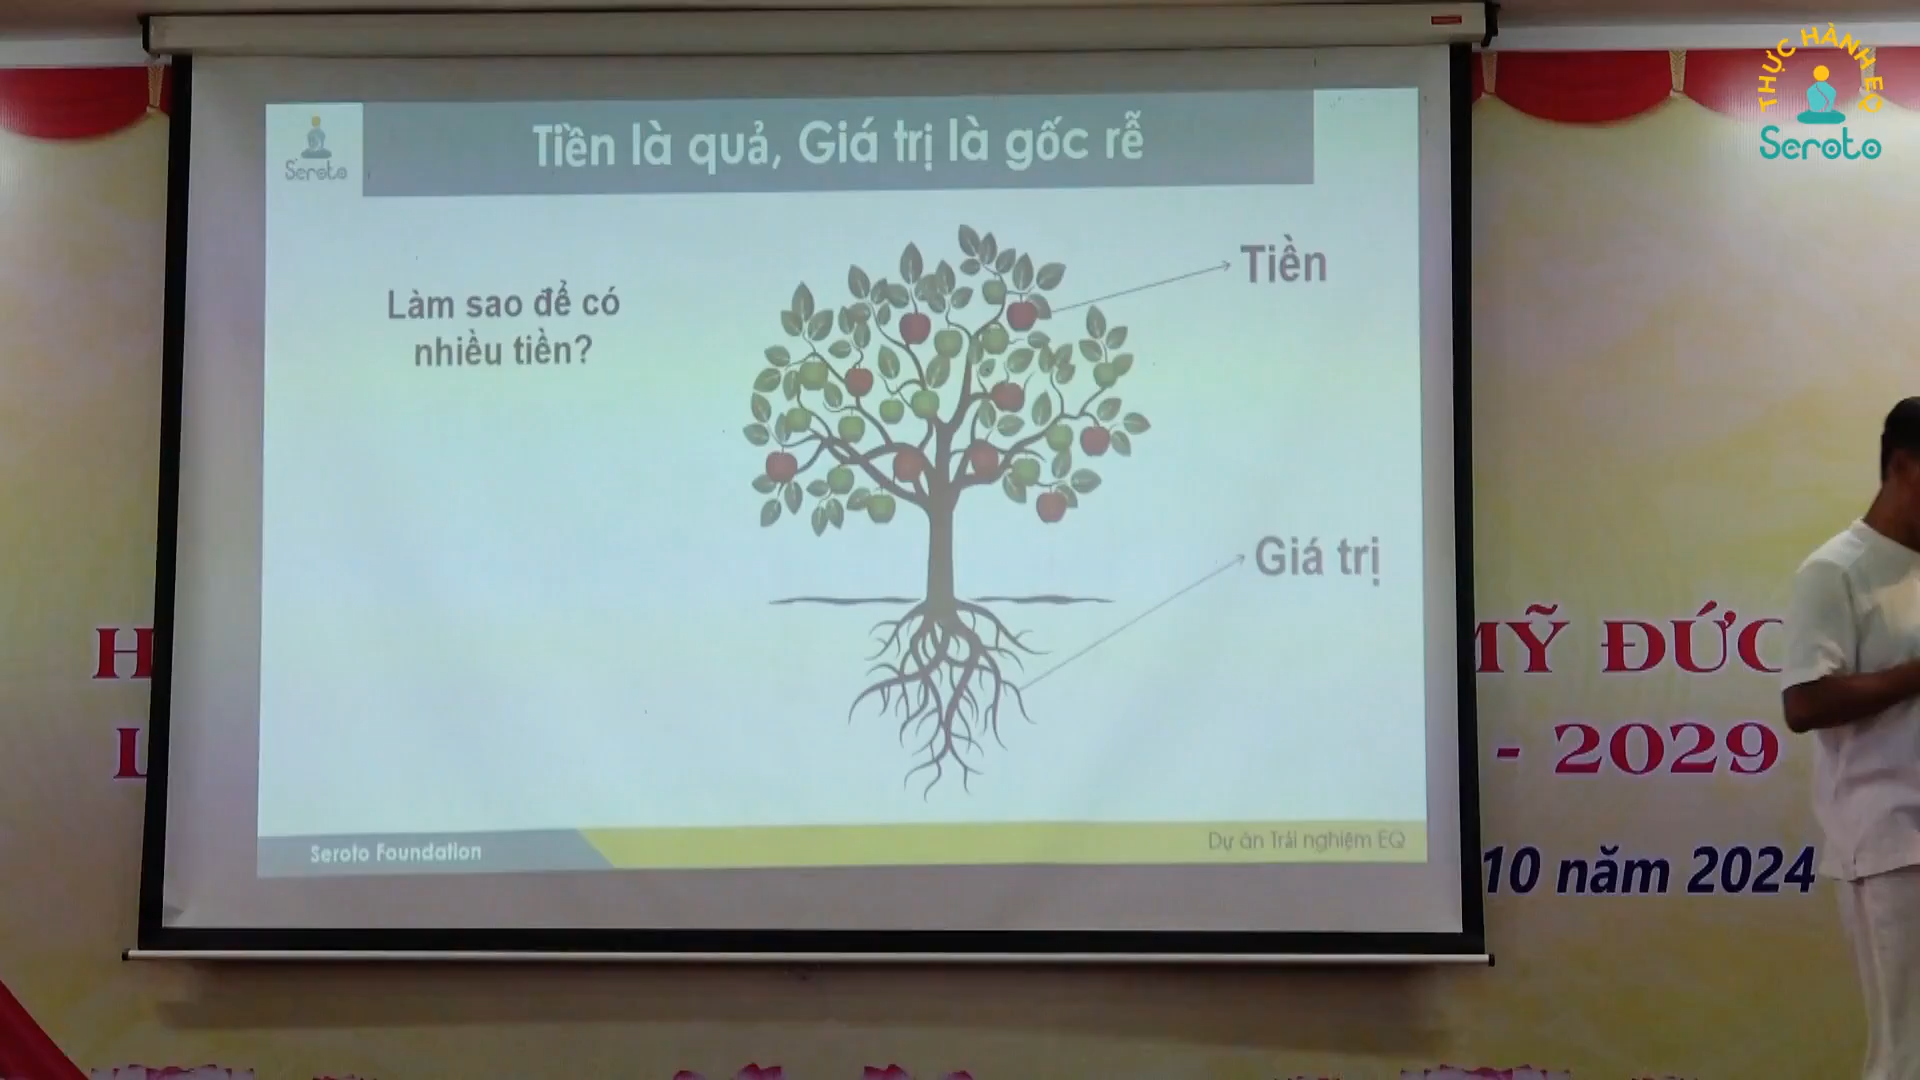 THỰC HÀNH EQ
Seroto
Seroto
Tiền là quả, Giá trị là gốc rễ
Làm sao để có
nhiều tiền?
Tiền
Giá trị
Seroto Foundation
Dự án Trải nghiệm EQ
MỸ ĐỨC
- 2029
10 năm 2024